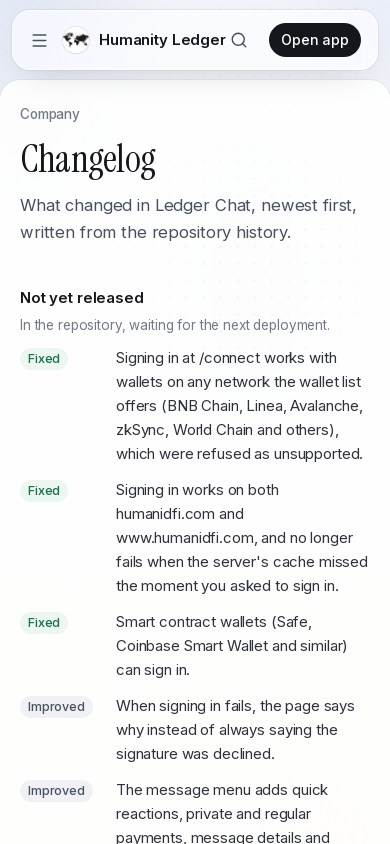 Humanity Ledger
Open app
Company
Changelog
What changed in Ledger Chat, newest first,
written from the repository history.
Not yet released
In the repository, waiting for the next deployment.
Fixed
Signing in at /connect works with
wallets on any network the wallet list
offers (BNB Chain, Linea, Avalanche,
zkSync, World Chain and others),
which were refused as unsupported.
Fixed
Signing in works on both
humanidfi.com and
www.humanidfi.com, and no longer
fails when the server's cache missed
the moment you asked to sign in.
Fixed
Smart contract wallets (Safe,
Coinbase Smart Wallet and similar)
can sign in.
Improved
When signing in fails, the page says
why instead of always saying the
signature was declined.
Improved
The message menu adds quick
reactions, private and regular
payments, message details and